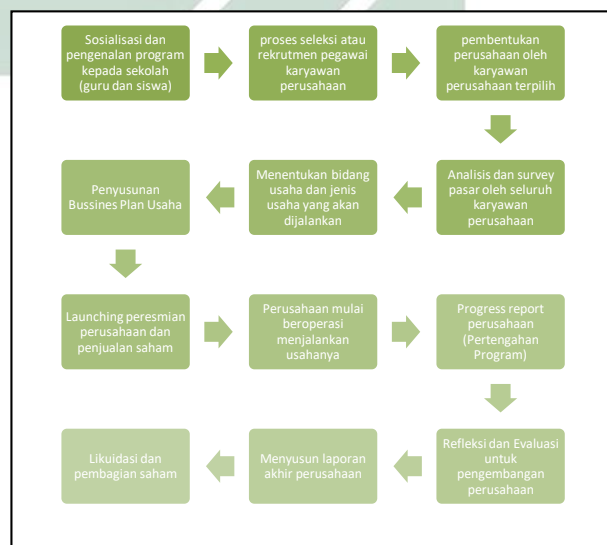 Sosialisasi dan
pengenalan program
kepada sekolah
(guru dan siswa)
proses seleksi atau
rekrutmen pegawai
karyawan
perusahaan
pembentukan
perusahaan oleh
karyawan
perusahaan terpilih
Analisis dan survey
pasar oleh seluruh
karyawan
perusahaan
Menentukan bidang
usaha dan jenis
usaha yang akan
dijalankan
Penyusunan
Bussines Plan Usaha
Launching peresmian
perusahaan dan
penjualan saham
Perusahaan mulai
beroperasi
menjalankan
usahanya
Progress report
perusahaan
(Pertengahan
Program)
Refleksi dan Evaluasi
untuk
pengembangan
perusahaan
Menyusun laporan
akhir perusahaan
Likuidasi dan
pembagian saham